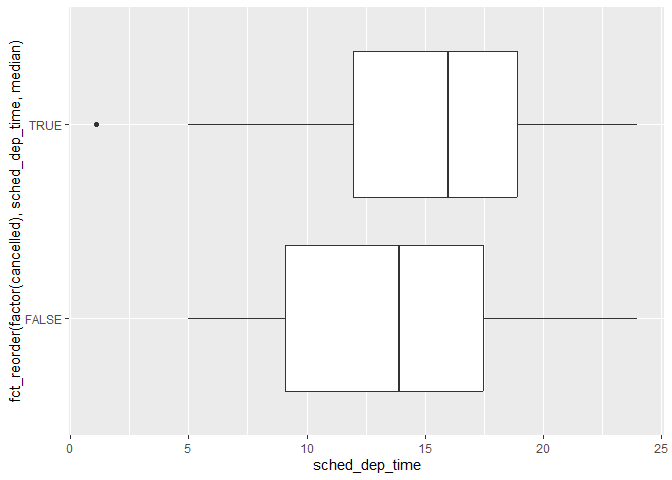 fct_reorder(factor(cancelled), sched_dep_time, median)
TRUE
FALSE
0 5 10 15 20 25
sched_dep_time